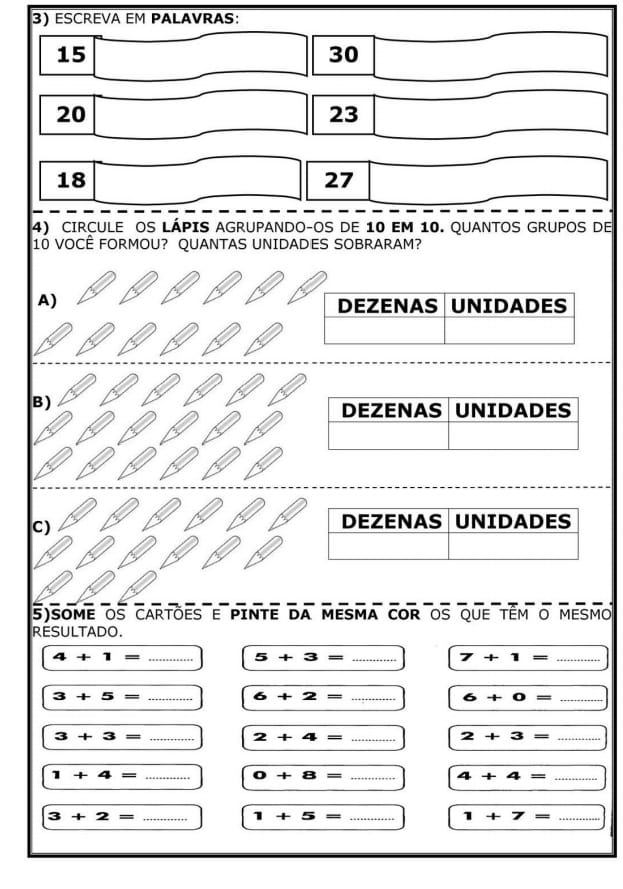 3) ESCREVA EM PALAVRAS:
15 30
20 23
18 27
4) CIRCULE OS LÁPIS AGRUPANDO-OS DE 10 EM 10. QUANTOS GRUPOS DE
10 VOCÊ FORMOU? QUANTAS UNIDADES SOBRARAM?
A)
DEZENAS UNIDADES
B)
DEZENAS UNIDADES
C)
DEZENAS UNIDADES
5)SOME OS CARTÕES E PINTE DA MESMA COR OS QUE TÊM O MESMO
RESULTADO.
4 + 1 = ............ 5 + 3 = ............ 7 + 1 = ............
3 + 5 = ............ 6 + 2 = ............ 6 + 0 = ............
3 + 3 = ............ 2 + 4 = ............ 2 + 3 = ............
1 + 4 = ............ 0 + 8 = ............ 4 + 4 = ............
3 + 2 = ............ 1 + 5 = ............ 1 + 7 = ............